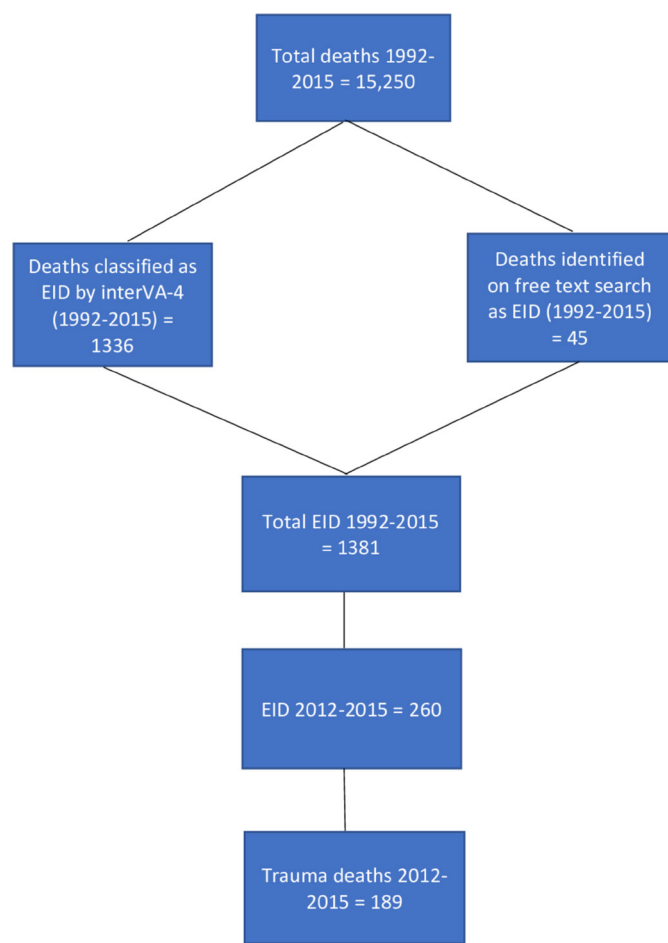 Total deaths 1992-
2015 = 15,250
Deaths classified as
EID by interVA-4
(1992-2015) =
1336
Deaths identified
on free text search
as EID (1992-2015)
= 45
Total EID 1992-2015
= 1381
EID 2012-2015 = 260
Trauma deaths 2012-
2015 = 189